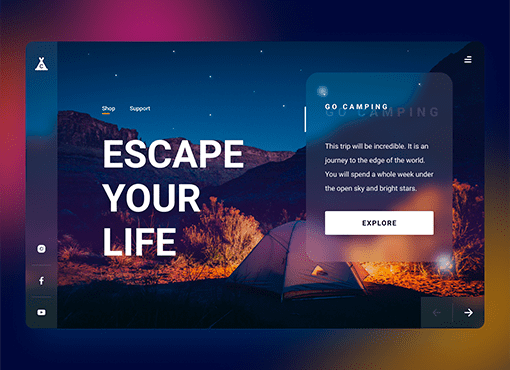 Shop Support
ESCAPE
YOUR
LIFE
GO CAMPING
GO CAMPING
This trip will be incredible. It is an
journey to the edge of the world.
You will spend a whole week under
the open sky and bright stars.
EXPLORE